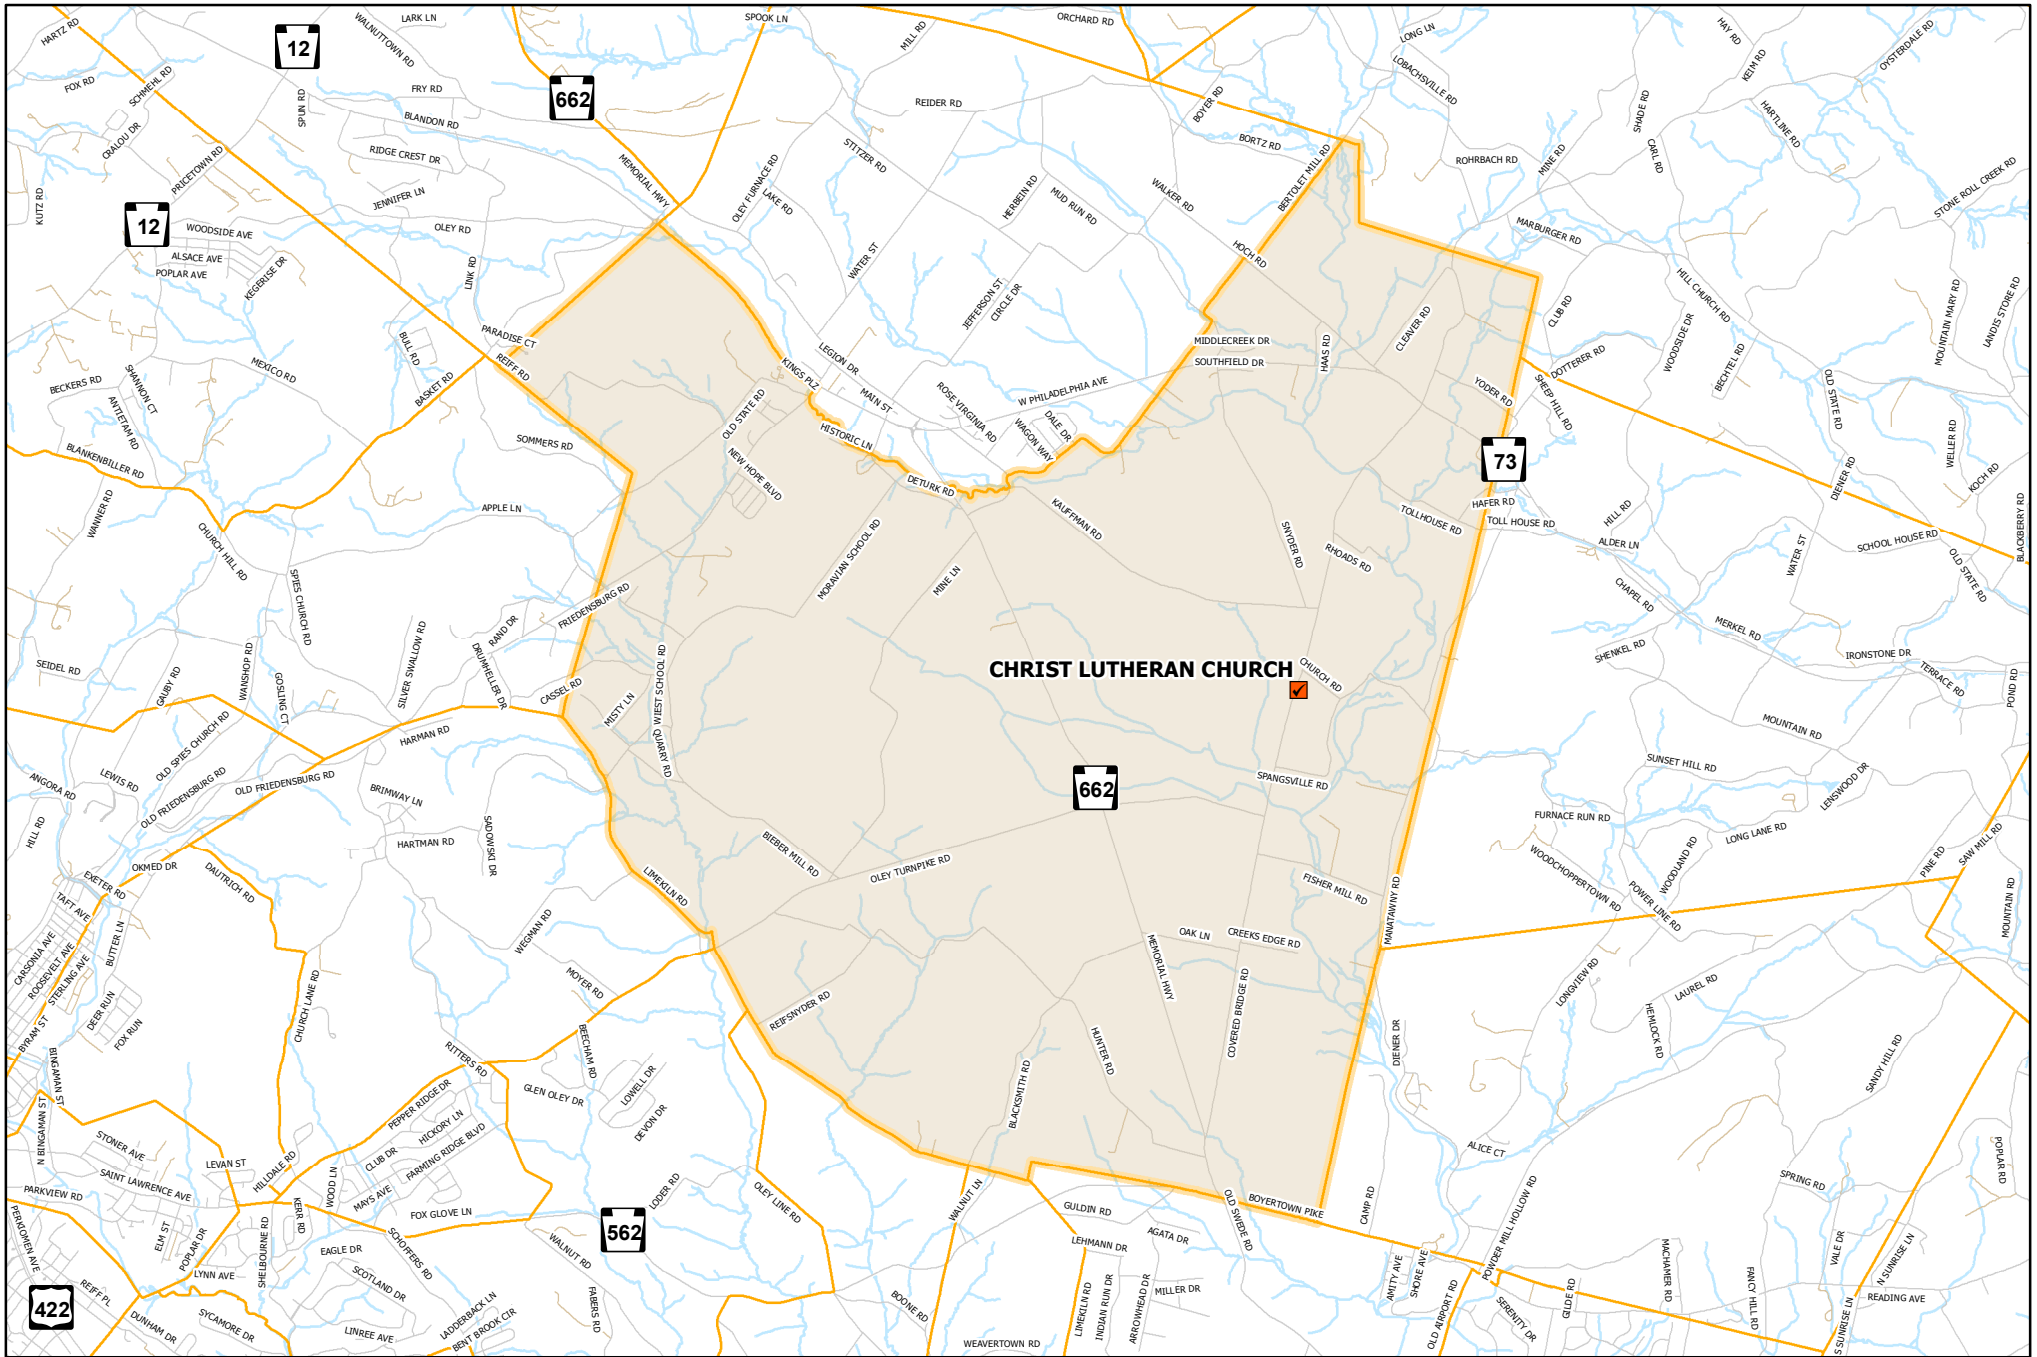 HARTZ RD
12
WALNUTTOWN RD
LARK LN
662
SPOOK LN
MILL RD
ORCHARD RD
LONG LN
LOBACHSVILLE RD
HAY RD
KEIM RD
OYSTERDALE RD
FOX RD
SCHMEHL RD
SPUN RD
FRY RD
BLANDON RD
REIDER RD
BOYER RD
BORTZ RD
SHADE RD
HARTLINE RD
CRALOU DR
PRICETOWN RD
RIDGE CREST DR
MEMORIAL HWY
STITZER RD
OLEY FURNACE RD
LAKE RD
HERBEIN RD
MUD RUN RD
WALKER RD
BERTOLET MILL RD
ROHRBACH RD
MINE RD
CARL RD
STONE ROLL CREEK RD
KUTZ RD
12
JENNIFER LN
WOODSIDE AVE
ALSACE AVE
POPLAR AVE
KEGERISE DR
OLEY RD
LINK RD
WATER ST
JEFFERSON ST
CIRCLE DR
HOCH RD
MARBURGER RD
HILL CHURCH RD
CLUB RD
WOODSIDE DR
MOUNTAIN MARY RD
LANDIS STORE RD
PARADISE CT
REIFF RD
BULL RD
BASKET RD
MEXICO RD
BECKERS RD
SHANNON CT
ANTIETAM RD
LEGION DR
KINGS PLZ
MAIN ST
ROSE VIRGINIA RD
W PHILADELPHIA AVE
DALE DR
WAGON WAY
MIDDLECREEK DR
SOUTHFIELD DR
HAAS RD
CLEAVER RD
YODER RD
SHEEP HILL RD
DOTTERER RD
BECHTEL RD
OLD STATE RD
WELLER RD
KOCH RD
DIENER RD
BLANKENBILLER RD
WANNER RD
CHURCH HILL RD
SPIES CHURCH RD
SOMMERS RD
APPLE LN
OLD STATE RD
NEW HOPE BLVD
HISTORIC LN
DETURK RD
MORAVIAN SCHOOL RD
MINE LN
KAUFFMAN RD
SNYDER RD
RHOADS RD
TOLLHOUSE RD
73
HAFER RD
TOLL HOUSE RD
HILL RD
ALDER LN
CHAPEL RD
WATER ST
SCHOOL HOUSE RD
OLD STATE RD
BLACKBERRY RD
SEIDEL RD
GAUBY RD
WANSHOP RD
GOSLING CT
SILVER SWALLOW RD
RAND DR
DRUMHELLER DR
FRIEDENSBURG RD
CASSEL RD
MISTY LN
WIEST SCHOOL RD
QUARRY RD
CHRIST LUTHERAN CHURCH
CHURCH RD
SHENKEL RD
MERKEL RD
IRONSTONE DR
TERRACE RD
POND RD
MOUNTAIN RD
HARMAN RD
OLD SPIES CHURCH RD
LEWIS RD
ANGORA RD
HILL RD
OLD FRIEDENSBURG RD
OLD FRIEDENSBURG RD
BRIMWAY LN
HARTMAN RD
SADOWSKI DR
662
SPANGSVILLE RD
SUNSET HILL RD
LENSWOOD DR
FURNACE RUN RD
LONG LANE RD
WOODLAND RD
WOODCHOPPERTOWN RD
POWER LINE RD
PINE RD
SAW MILL RD
MOUNTAIN RD
BIEBER MILL RD
OLEY TURNPIKE RD
FISHER MILL RD
MANATAWNY RD
LIMEKILN RD
OKMED DR
DAUTRICH RD
EXETER RD
TAFT AVE
CARSONIA AVE
ROOSEVELT AVE
STERLING AVE
BUTTER LN
BYRAM ST
DEER RUN
FOX RUN
CHURCH LANE RD
WEGMAN RD
MOYER RD
BEECHAM RD
REIFSNYDER RD
MEMORIAL HWY
OAK LN
CREEKS EDGE RD
COVERED BRIDGE RD
HUNTER RD
BLACKSMITH RD
DIENER DR
LONGVIEW RD
LAUREL RD
HEMLOCK RD
SANDY HILL RD
BINGAMAN ST
N BINGAMAN ST
RITTERS RD
PEPPER RIDGE DR
GLEN OLEY DR
LOWELL DR
DEVON DR
HICKORY LN
CLUB DR
FARMING RIDGE BLVD
STONER AVE
SAINT LAWRENCE AVE
LEVAN ST
HILLDALE RD
WOOD LN
MAYS AVE
PARKVIEW RD
PERKIOMEN AVE
ELM ST
POPLAR DR
SHELBOURNE RD
KERR RD
FOX GLOVE LN
SCHOFFERS RD
562
LODER RD
OLEY LINE RD
WALNUT LN
GULDIN RD
AGATA DR
LEHMANN DR
OLD SWEDE RD
BOYERTOWN PIKE
CAMP RD
ALICE CT
POWDER MILL HOLLOW RD
SPRING RD
POPLAR RD
VALE DR
N SUNRISE LN
MACHAMER RD
FANCY HILL RD
READING AVE
S SUNRISE LN
GILDE RD
SERENITY DR
OLD AIRPORT RD
SHORE AVE
AMITY AVE
MILLER DR
ARROWHEAD DR
INDIAN RUN DR
LIMEKILN RD
WEAVERTOWN RD
BOONE RD
FABERS RD
WALNUT RD
EAGLE DR
SCOTLAND DR
LADDERBACK LN
BENT BROOK CIR
LINREE AVE
SYCAMORE DR
DUNHAM DR
LYNN AVE
REIFF PL
422